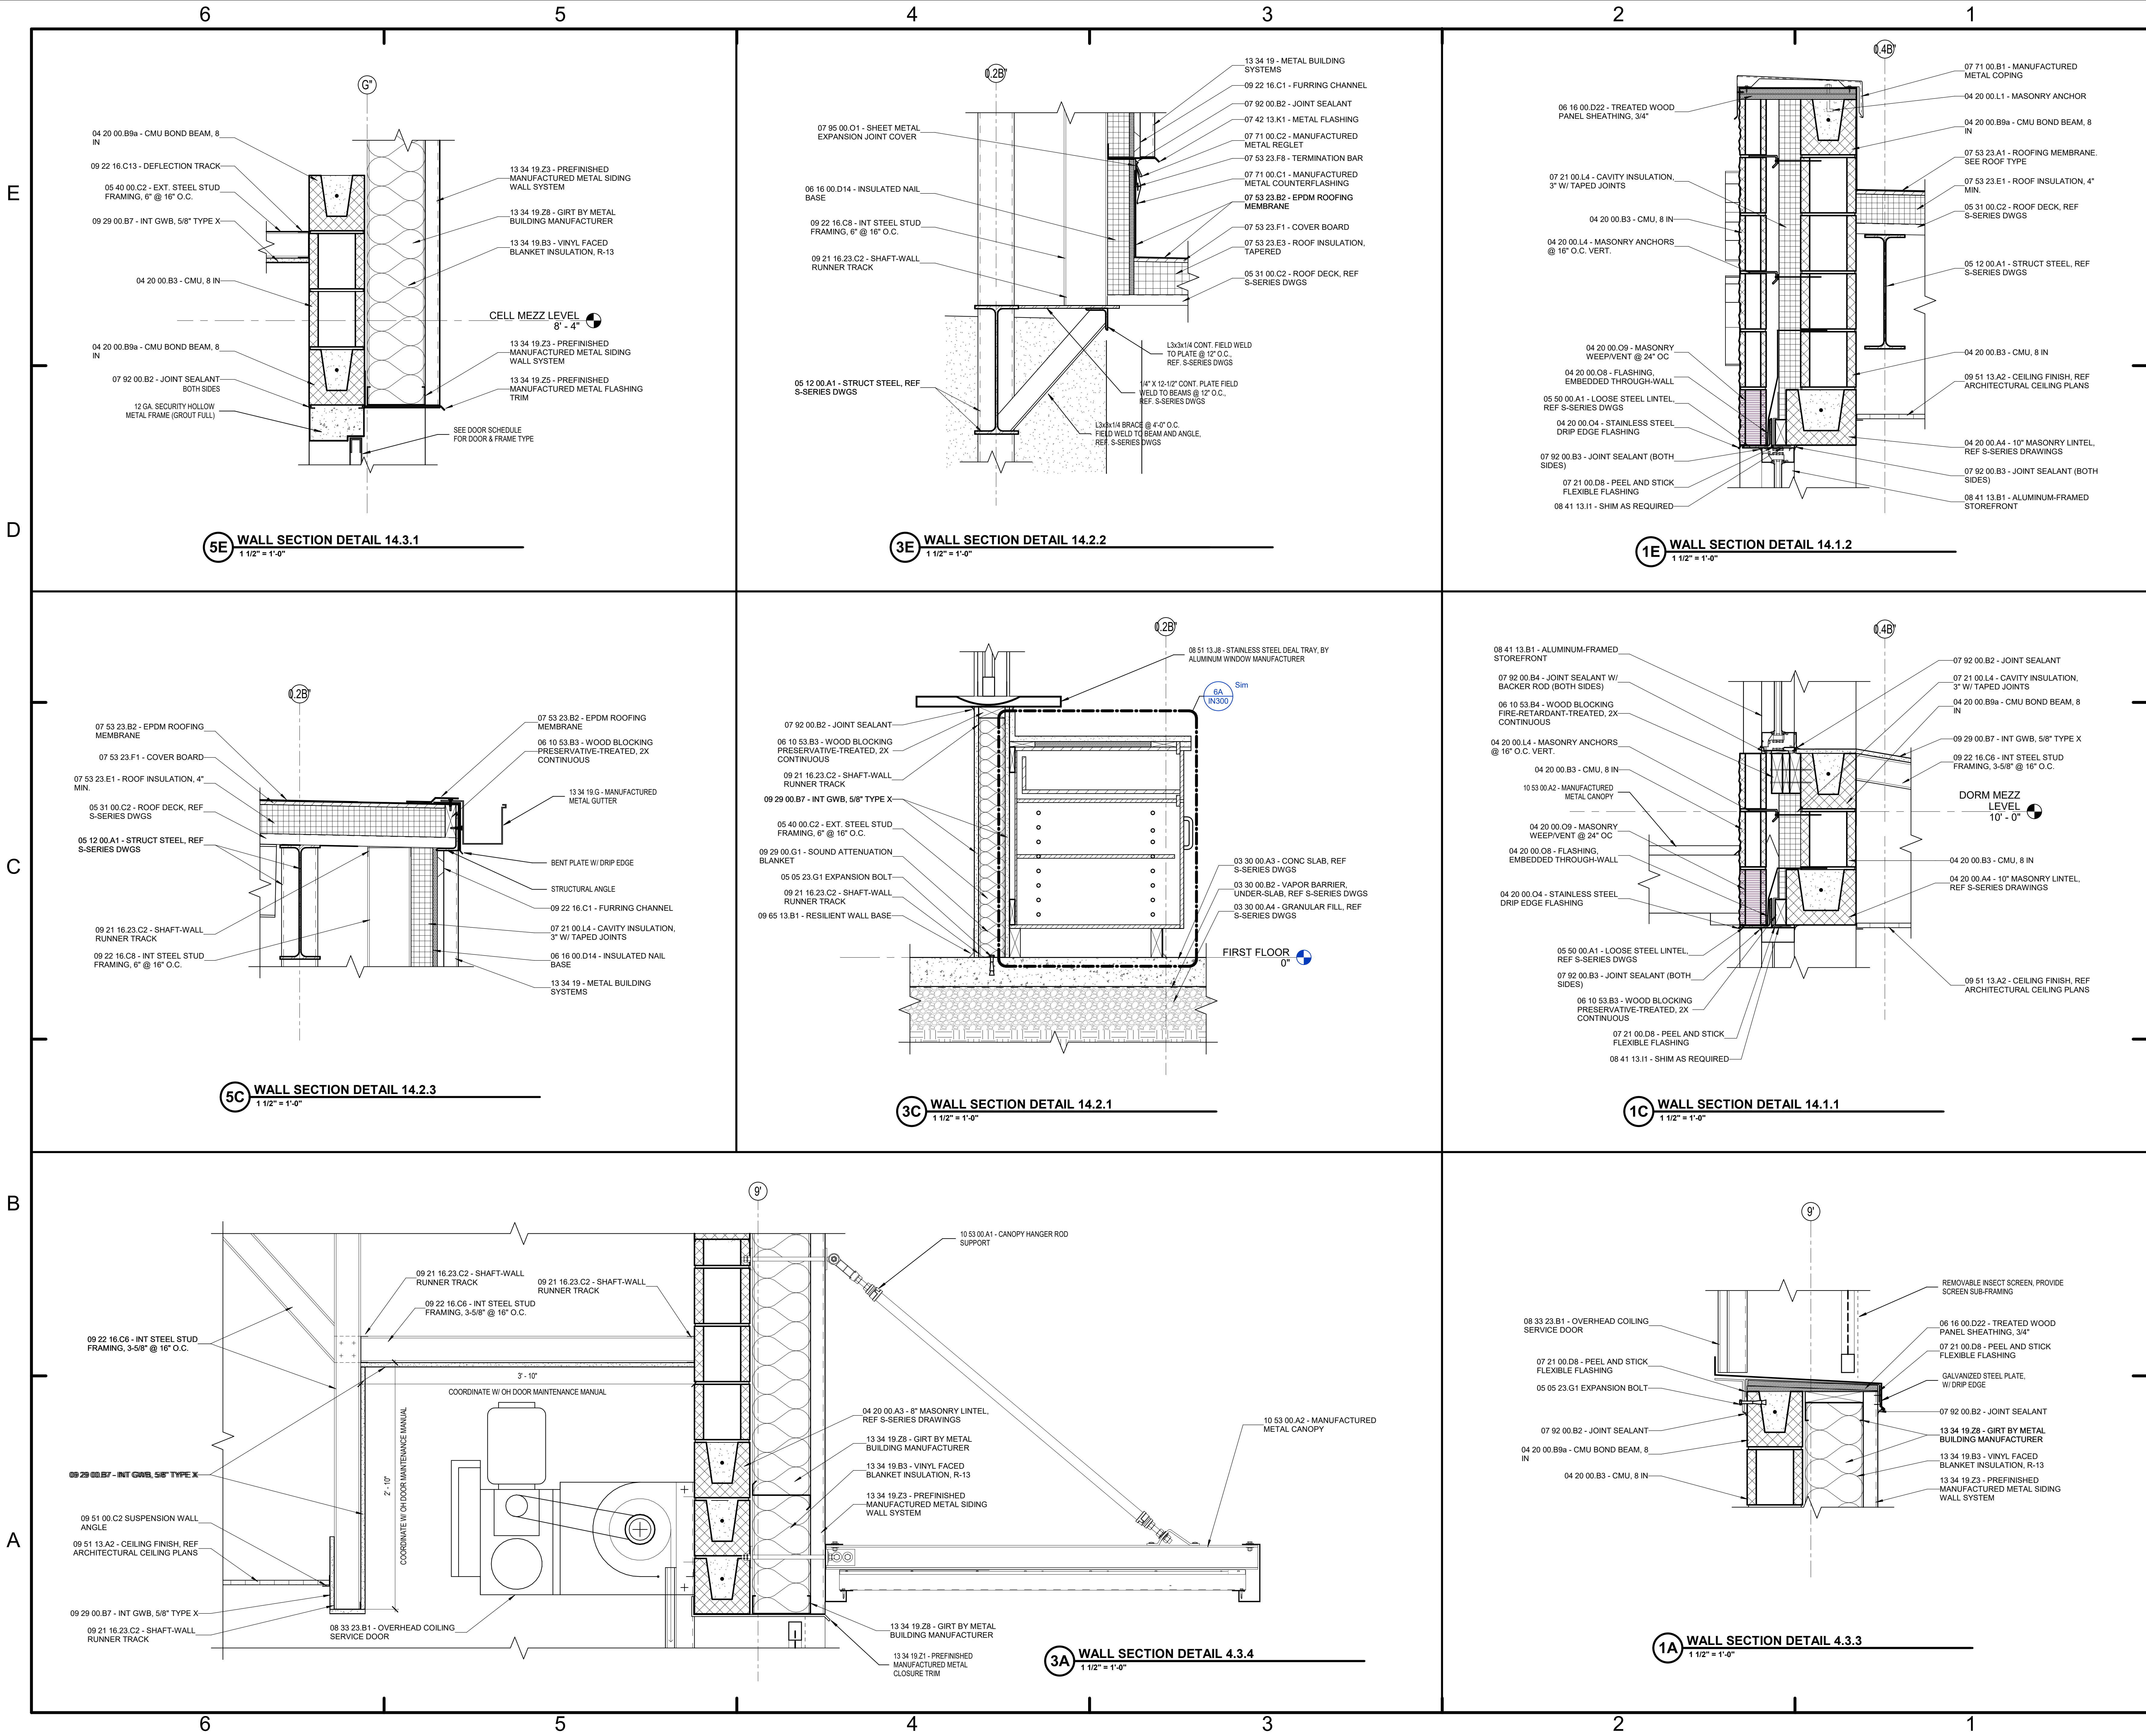 6
5
4
3
2
1
E
D
C
B
A
G"
04 20 00.B9a - CMU BOND BEAM, 8
IN
09 22 16.C13 - DEFLECTION TRACK
05 40 00.C2 - EXT. STEEL STUD
FRAMING, 6" @ 16" O.C.
09 29 00.B7 - INT GWB, 5/8" TYPE X
04 20 00.B3 - CMU, 8 IN
04 20 00.B9a - CMU BOND BEAM, 8
IN
07 92 00.B2 - JOINT SEALANT
BOTH SIDES
12 GA. SECURITY HOLLOW
METAL FRAME (GROUT FULL)
13 34 19.Z3 - PREFINISHED
MANUFACTURED METAL SIDING
WALL SYSTEM
13 34 19.Z8 - GIRT BY METAL
BUILDING MANUFACTURER
13 34 19.B3 - VINYL FACED
BLANKET INSULATION, R-13
CELL MEZZ LEVEL
8' - 4"
13 34 19.Z3 - PREFINISHED
MANUFACTURED METAL SIDING
WALL SYSTEM
13 34 19.Z5 - PREFINISHED
MANUFACTURED METAL FLASHING
TRIM
SEE DOOR SCHEDULE
FOR DOOR & FRAME TYPE
5E
WALL SECTION DETAIL 14.3.1
1 1/2" = 1'-0"
0.2B"
07 95 00.O1 - SHEET METAL
EXPANSION JOINT COVER
06 16 00.D14 - INSULATED NAIL
BASE
09 22 16.C8 - INT STEEL STUD
FRAMING, 6" @ 16" O.C.
09 21 16.23.C2 - SHAFT-WALL
RUNNER TRACK
05 12 00.A1 - STRUCT STEEL, REF
S-SERIES DWGS
13 34 19 - METAL BUILDING
SYSTEMS
09 22 16.C1 - FURRING CHANNEL
07 92 00.B2 - JOINT SEALANT
07 42 13.K1 - METAL FLASHING
07 71 00.C2 - MANUFACTURED
METAL REGLET
07 53 23.F8 - TERMINATION BAR
07 71 00.C1 - MANUFACTURED
METAL COUNTERFLASHING
07 53 23.B2 - EPDM ROOFING
MEMBRANE
07 53 23.F1 - COVER BOARD
07 53 23.E3 - ROOF INSULATION,
TAPERED
05 31 00.C2 - ROOF DECK, REF
S-SERIES DWGS
L3x3x1/4 CONT. FIELD WELD
TO PLATE @ 12" O.C.,
REF. S-SERIES DWGS
1/4" X 12-1/2" CONT. PLATE FIELD
WELD TO BEAMS @ 12" O.C.,
REF. S-SERIES DWGS
L3x3x1/4 BRACE @ 4'-0" O.C.
FIELD WELD TO BEAM AND ANGLE,
REF. S-SERIES DWGS
3E
WALL SECTION DETAIL 14.2.2
1 1/2" = 1'-0"
0.4B"
06 16 00.D22 - TREATED WOOD
PANEL SHEATHING, 3/4"
07 21 00.L4 - CAVITY INSULATION,
3" W/ TAPED JOINTS
04 20 00.B3 - CMU, 8 IN
04 20 00.L4 - MASONRY ANCHORS
@ 16" O.C. VERT.
04 20 00.O9 - MASONRY
WEEP/VENT @ 24" OC
04 20 00.O8 - FLASHING,
EMBEDDED THROUGH-WALL
05 50 00.A1 - LOOSE STEEL LINTEL,
REF S-SERIES DWGS
04 20 00.O4 - STAINLESS STEEL
DRIP EDGE FLASHING
07 92 00.B3 - JOINT SEALANT (BOTH
SIDES)
07 21 00.D8 - PEEL AND STICK
FLEXIBLE FLASHING
08 41 13.I1 - SHIM AS REQUIRED
07 71 00.B1 - MANUFACTURED
METAL COPING
04 20 00.L1 - MASONRY ANCHOR
04 20 00.B9a - CMU BOND BEAM, 8
IN
07 53 23.A1 - ROOFING MEMBRANE.
SEE ROOF TYPE
07 53 23.E1 - ROOF INSULATION, 4"
MIN.
05 31 00.C2 - ROOF DECK, REF
S-SERIES DWGS
05 12 00.A1 - STRUCT STEEL, REF
S-SERIES DWGS
04 20 00.B3 - CMU, 8 IN
09 51 13.A2 - CEILING FINISH, REF
ARCHITECTURAL CEILING PLANS
04 20 00.A4 - 10" MASONRY LINTEL,
REF S-SERIES DRAWINGS
07 92 00.B3 - JOINT SEALANT (BOTH
SIDES)
08 41 13.B1 - ALUMINUM-FRAMED
STOREFRONT
1E
WALL SECTION DETAIL 14.1.2
1 1/2" = 1'-0"
0.2B"
07 53 23.B2 - EPDM ROOFING
MEMBRANE
07 53 23.F1 - COVER BOARD
07 53 23.E1 - ROOF INSULATION, 4"
MIN.
05 31 00.C2 - ROOF DECK, REF
S-SERIES DWGS
05 12 00.A1 - STRUCT STEEL, REF
S-SERIES DWGS
09 21 16.23.C2 - SHAFT-WALL
RUNNER TRACK
09 22 16.C8 - INT STEEL STUD
FRAMING, 6" @ 16" O.C.
07 53 23.B2 - EPDM ROOFING
MEMBRANE
06 10 53.B3 - WOOD BLOCKING
PRESERVATIVE-TREATED, 2X
CONTINUOUS
13 34 19.G - MANUFACTURED
METAL GUTTER
BENT PLATE W/ DRIP EDGE
STRUCTURAL ANGLE
09 22 16.C1 - FURRING CHANNEL
07 21 00.L4 - CAVITY INSULATION,
3" W/ TAPED JOINTS
06 16 00.D14 - INSULATED NAIL
BASE
13 34 19 - METAL BUILDING
SYSTEMS
5C
WALL SECTION DETAIL 14.2.3
1 1/2" = 1'-0"
0.2B"
08 51 13.J8 - STAINLESS STEEL DEAL TRAY, BY
ALUMINUM WINDOW MANUFACTURER
6A
IN300
Sim
07 92 00.B2 - JOINT SEALANT
06 10 53.B3 - WOOD BLOCKING
PRESERVATIVE-TREATED, 2X
CONTINUOUS
09 21 16.23.C2 - SHAFT-WALL
RUNNER TRACK
09 29 00.B7 - INT GWB, 5/8" TYPE X
05 40 00.C2 - EXT. STEEL STUD
FRAMING, 6" @ 16" O.C.
09 29 00.G1 - SOUND ATTENUATION
BLANKET
05 05 23.G1 EXPANSION BOLT
09 21 16.23.C2 - SHAFT-WALL
RUNNER TRACK
09 65 13.B1 - RESILIENT WALL BASE
03 30 00.A3 - CONC SLAB, REF
S-SERIES DWGS
03 30 00.B2 - VAPOR BARRIER,
UNDER-SLAB, REF S-SERIES DWGS
03 30 00.A4 - GRANULAR FILL, REF
S-SERIES DWGS
FIRST FLOOR
0"
3C
WALL SECTION DETAIL 14.2.1
1 1/2" = 1'-0"
0.4B"
08 41 13.B1 - ALUMINUM-FRAMED
STOREFRONT
07 92 00.B4 - JOINT SEALANT W/
BACKER ROD (BOTH SIDES)
06 10 53.B4 - WOOD BLOCKING
FIRE-RETARDANT-TREATED, 2X
CONTINUOUS
04 20 00.L4 - MASONRY ANCHORS
@ 16" O.C. VERT.
04 20 00.B3 - CMU, 8 IN
10 53 00.A2 - MANUFACTURED
METAL CANOPY
04 20 00.O9 - MASONRY
WEEP/VENT @ 24" OC
04 20 00.O8 - FLASHING,
EMBEDDED THROUGH-WALL
04 20 00.O4 - STAINLESS STEEL
DRIP EDGE FLASHING
05 50 00.A1 - LOOSE STEEL LINTEL,
REF S-SERIES DWGS
07 92 00.B3 - JOINT SEALANT (BOTH
SIDES)
06 10 53.B3 - WOOD BLOCKING
PRESERVATIVE-TREATED, 2X
CONTINUOUS
07 21 00.D8 - PEEL AND STICK
FLEXIBLE FLASHING
08 41 13.I1 - SHIM AS REQUIRED
07 92 00.B2 - JOINT SEALANT
07 21 00.L4 - CAVITY INSULATION,
3" W/ TAPED JOINTS
04 20 00.B9a - CMU BOND BEAM, 8
IN
09 29 00.B7 - INT GWB, 5/8" TYPE X
09 22 16.C6 - INT STEEL STUD
FRAMING, 3-5/8" @ 16" O.C.
DORM MEZZ
LEVEL
10' - 0"
04 20 00.B3 - CMU, 8 IN
04 20 00.A4 - 10" MASONRY LINTEL,
REF S-SERIES DRAWINGS
09 51 13.A2 - CEILING FINISH, REF
ARCHITECTURAL CEILING PLANS
1C
WALL SECTION DETAIL 14.1.1
1 1/2" = 1'-0"
9'
10 53 00.A1 - CANOPY HANGER ROD
SUPPORT
09 21 16.23.C2 - SHAFT-WALL
RUNNER TRACK
09 21 16.23.C2 - SHAFT-WALL
RUNNER TRACK
09 22 16.C6 - INT STEEL STUD
FRAMING, 3-5/8" @ 16" O.C.
09 22 16.C6 - INT STEEL STUD
FRAMING, 3-5/8" @ 16" O.C.
3' - 10"
COORDINATE W/ OH DOOR MAINTENANCE MANUAL
2' - 10"
COORDINATE W/ OH DOOR MAINTENANCE MANUAL
09 29 00.B7 - INT GWB, 5/8" TYPE X
09 51 00.C2 SUSPENSION WALL
ANGLE
09 51 13.A2 - CEILING FINISH, REF
ARCHITECTURAL CEILING PLANS
09 29 00.B7 - INT GWB, 5/8" TYPE X
09 21 16.23.C2 - SHAFT-WALL
RUNNER TRACK
08 33 23.B1 - OVERHEAD COILING
SERVICE DOOR
04 20 00.A3 - 8" MASONRY LINTEL,
REF S-SERIES DRAWINGS
13 34 19.Z8 - GIRT BY METAL
BUILDING MANUFACTURER
13 34 19.B3 - VINYL FACED
BLANKET INSULATION, R-13
13 34 19.Z3 - PREFINISHED
MANUFACTURED METAL SIDING
WALL SYSTEM
10 53 00.A2 - MANUFACTURED
METAL CANOPY
13 34 19.Z8 - GIRT BY METAL
BUILDING MANUFACTURER
13 34 19.Z1 - PREFINISHED
MANUFACTURED METAL
CLOSURE TRIM
3A
WALL SECTION DETAIL 4.3.4
1 1/2" = 1'-0"
9'
08 33 23.B1 - OVERHEAD COILING
SERVICE DOOR
07 21 00.D8 - PEEL AND STICK
FLEXIBLE FLASHING
05 05 23.G1 EXPANSION BOLT
07 92 00.B2 - JOINT SEALANT
04 20 00.B9a - CMU BOND BEAM, 8
IN
04 20 00.B3 - CMU, 8 IN
REMOVABLE INSECT SCREEN, PROVIDE
SCREEN SUB-FRAMING
06 16 00.D22 - TREATED WOOD
PANEL SHEATHING, 3/4"
07 21 00.D8 - PEEL AND STICK
FLEXIBLE FLASHING
GALVANIZED STEEL PLATE,
W/ DRIP EDGE
07 92 00.B2 - JOINT SEALANT
13 34 19.Z8 - GIRT BY METAL
BUILDING MANUFACTURER
13 34 19.B3 - VINYL FACED
BLANKET INSULATION, R-13
13 34 19.Z3 - PREFINISHED
MANUFACTURED METAL SIDING
WALL SYSTEM
1A
WALL SECTION DETAIL 4.3.3
1 1/2" = 1'-0"
6
5
4
3
2
1